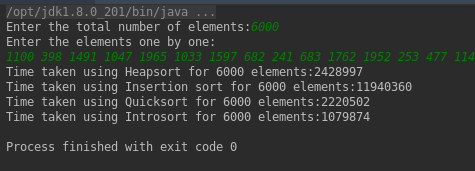 /opt/jdk1.8.0_201/bin/java ...
Enter the total number of elements:6000
Enter the elements one by one:
1100 398 1491 1047 1965 1033 1597 682 241 683 1762 1952 253 477 114
Time taken using Heapsort for 6000 elements:2428997
Time taken using Insertion sort for 6000 elements:11940360
Time taken using Quicksort for 6000 elements:2220502
Time taken using Introsort for 6000 elements:1079874
Process finished with exit code 0